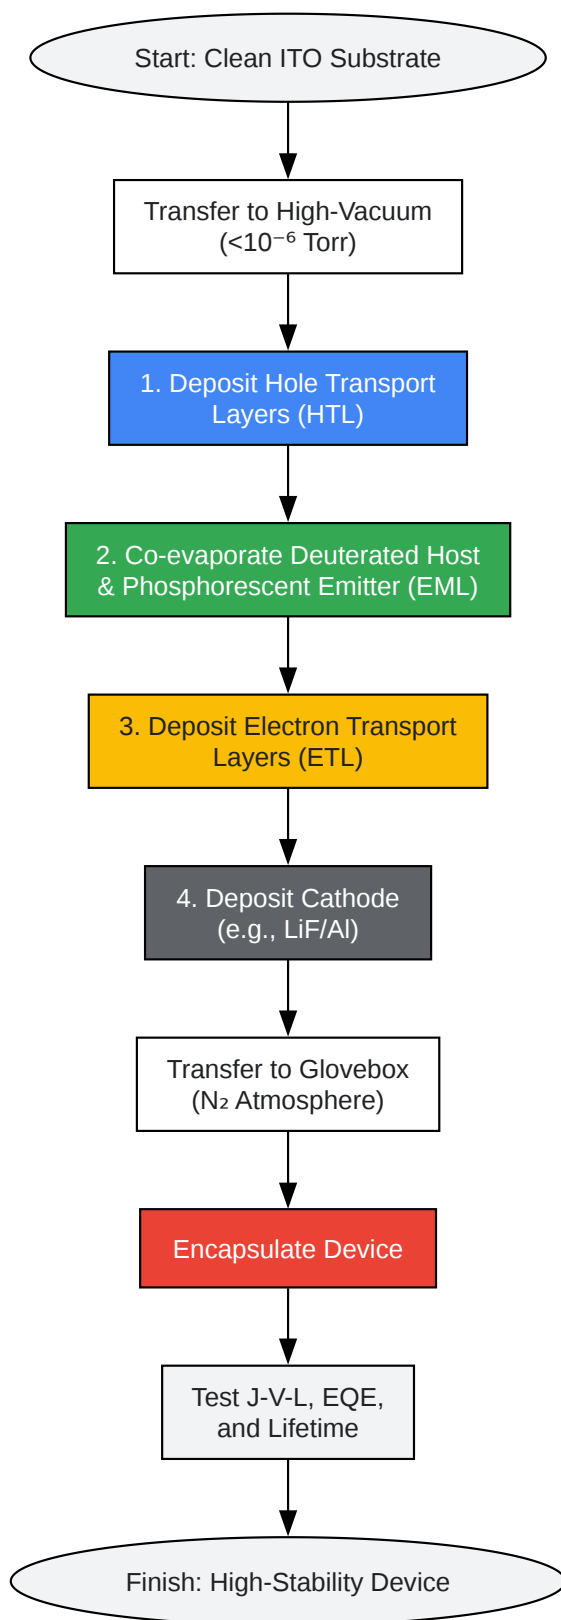 Start: Clean ITO Substrate
Transfer to High-Vacuum
(<10⁻⁶ Torr)
1. Deposit Hole Transport
Layers (HTL)
2. Co-evaporate Deuterated Host
& Phosphorescent Emitter (EML)
3. Deposit Electron Transport
Layers (ETL)
4. Deposit Cathode
(e.g., LiF/Al)
Transfer to Glovebox
(N₂ Atmosphere)
Encapsulate Device
Test J-V-L, EQE,
and Lifetime
Finish: High-Stability Device